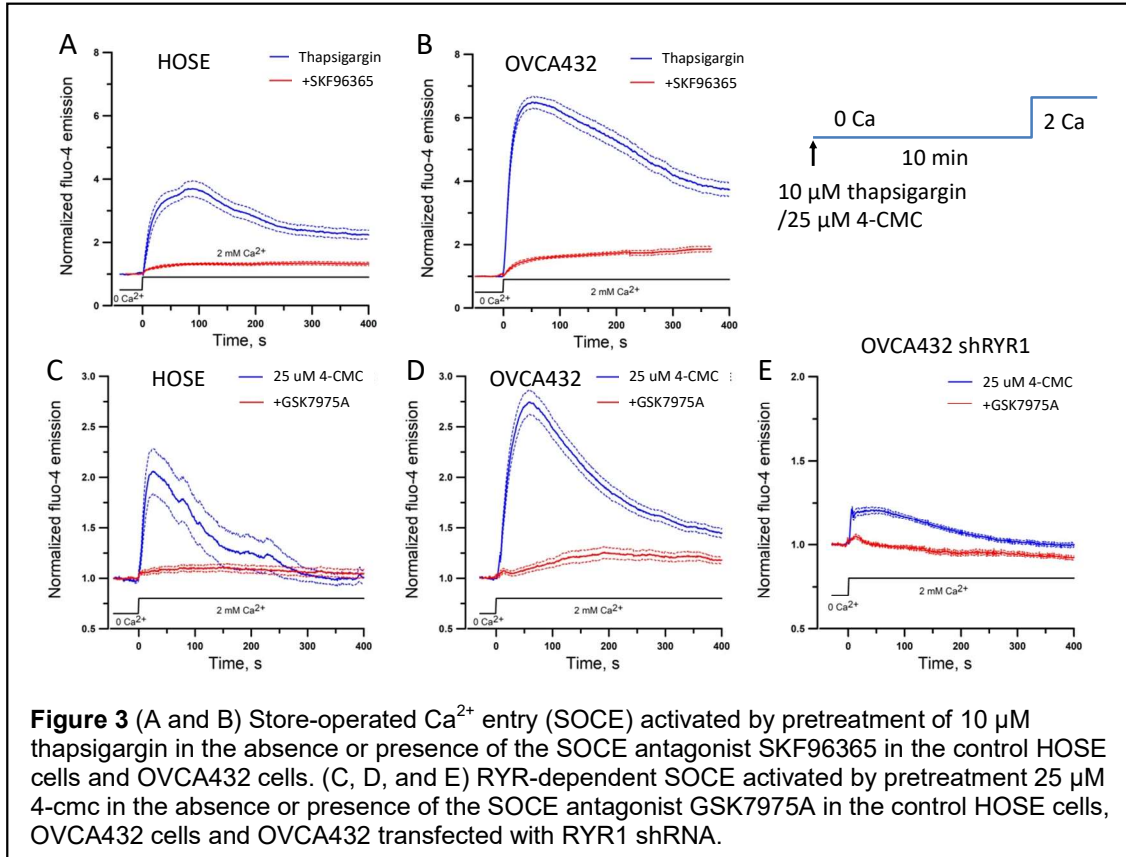 A
HOSE
Thapsigargin
+SKF96365
Normalized fluo-4 emission
8
6
4
2
0
2 mM Ca2+
0 Ca2+
0
100
200
300
400
Time, s
B
OVCA432
Thapsigargin
+SKF96365
Normalized fluo-4 emission
8
6
4
2
0
0 Ca2+
2 mM Ca2+
0
100
200
300
400
Time, s
0 Ca
2 Ca
10 min
10 µM thapsigargin
/25 µM 4-CMC
C
HOSE
25 uM 4-CMC
+GSK7975A
Normalized fluo-4 emission
3.0
2.5
2.0
1.5
1.0
0.5
0 Ca2+
2 mM Ca2+
0
100
200
300
400
Time, s
D
OVCA432
25 uM 4-CMC :
+GSK7975A
Normalized fluo-4 emission
3.0
2.5
2.0
1.5
1.0
0.5
0 Ca2+
2 mM Ca2+
0
100
200
300
400
Time, s
OVCA432 shRYR1
E
25 uM 4-CMC
+GSK7975A
Normalized fluo-4 emission
2.0
1.5
1.2
1.0
0.5
0 Ca2+
2 mM Ca2+
0
100
200
300
400
Time, s
Figure 3 (A and B) Store-operated Ca2+ entry (SOCE) activated by pretreatment of 10 µM
thapsigargin in the absence or presence of the SOCE antagonist SKF96365 in the control HOSE
cells and OVCA432 cells. (C, D, and E) RYR-dependent SOCE activated by pretreatment 25 µM
4-cmc in the absence or presence of the SOCE antagonist GSK7975A in the control HOSE cells,
OVCA432 cells and OVCA432 transfected with RYR1 shRNA.